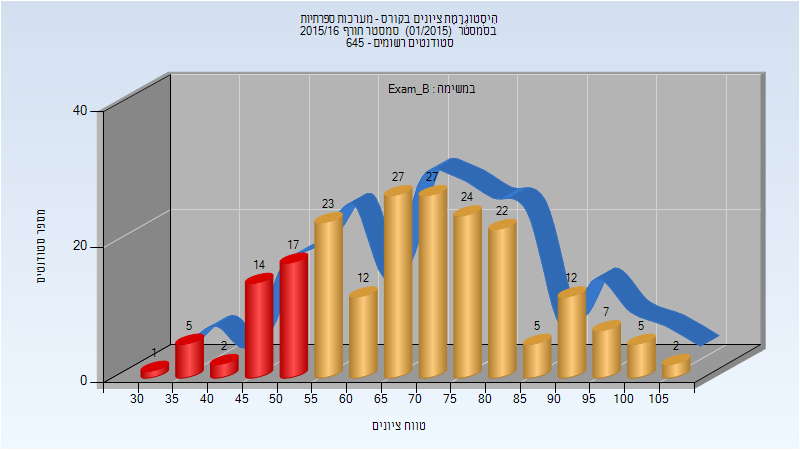 היסטוגרמת ציונים בקורס - מערכות ספרתיות
בסמסטר (01/2015) סמסטר חורף 2015/16
סטודנטים רשומים - 645
במשימה : Exam_B
מספר סטודנטים
40
20
0
1
5
2
14
17
23
12
27
27
24
22
5
12
7
5
2
30 35 40 45 50 55 60 65 70 75 80 85 90 95 100 105
טווח ציונים